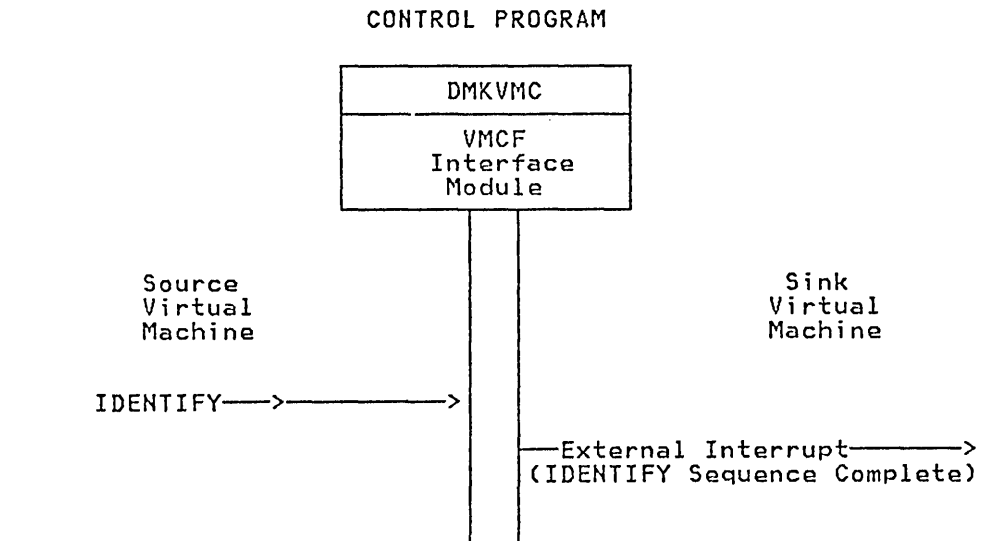 CONTROL PROGRAM
DMKVMC
VMCF
Interface
Module
Source
Virtual
Machine
Sink
Virtual
Machine
IDENTIFY
External Interrupt
(IDENTIFY Sequence Complete)